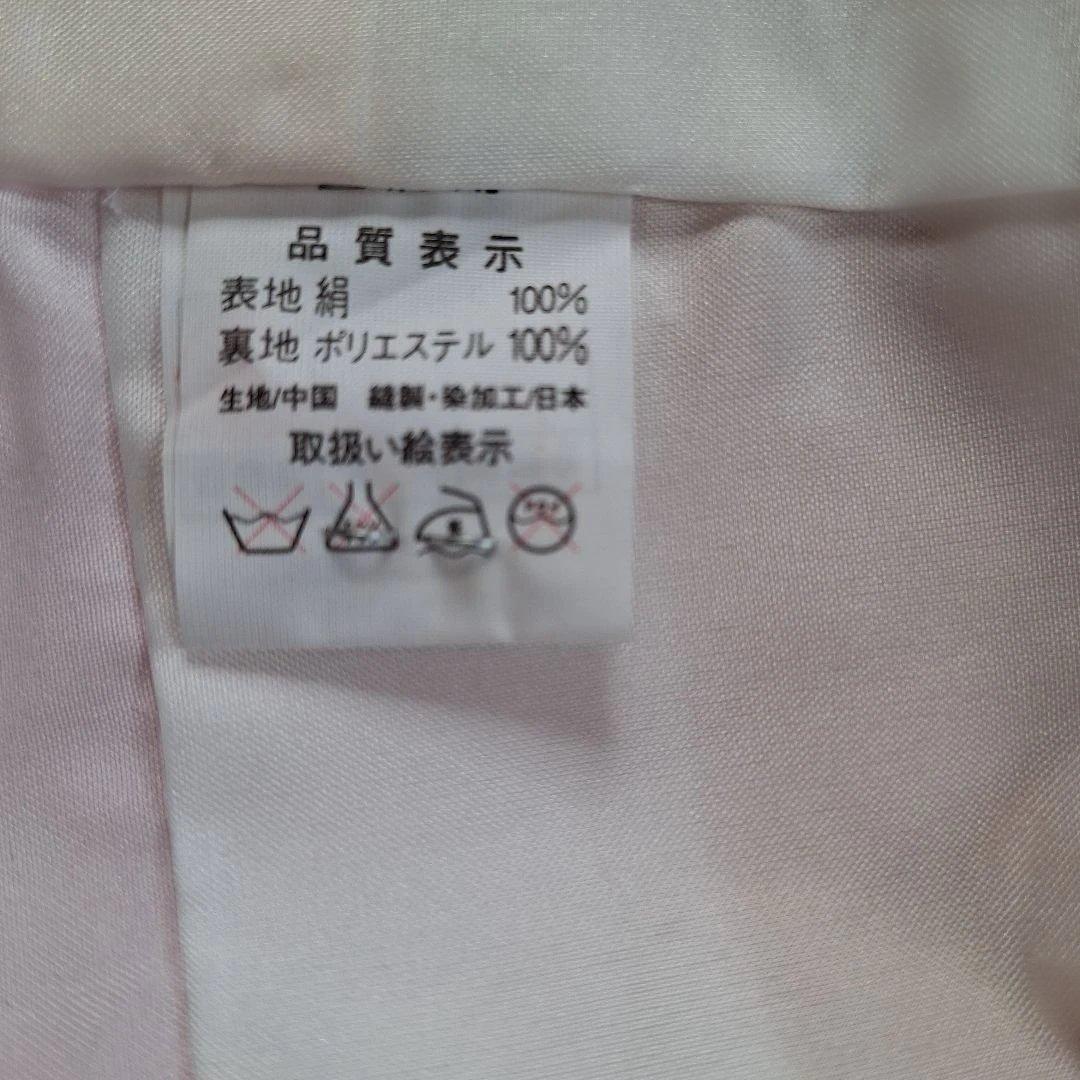 品質表示
表地 絹 100%
裏地 ポリエステル 100%
生地/中国 縫製・染加工/日本
取扱い絵表示